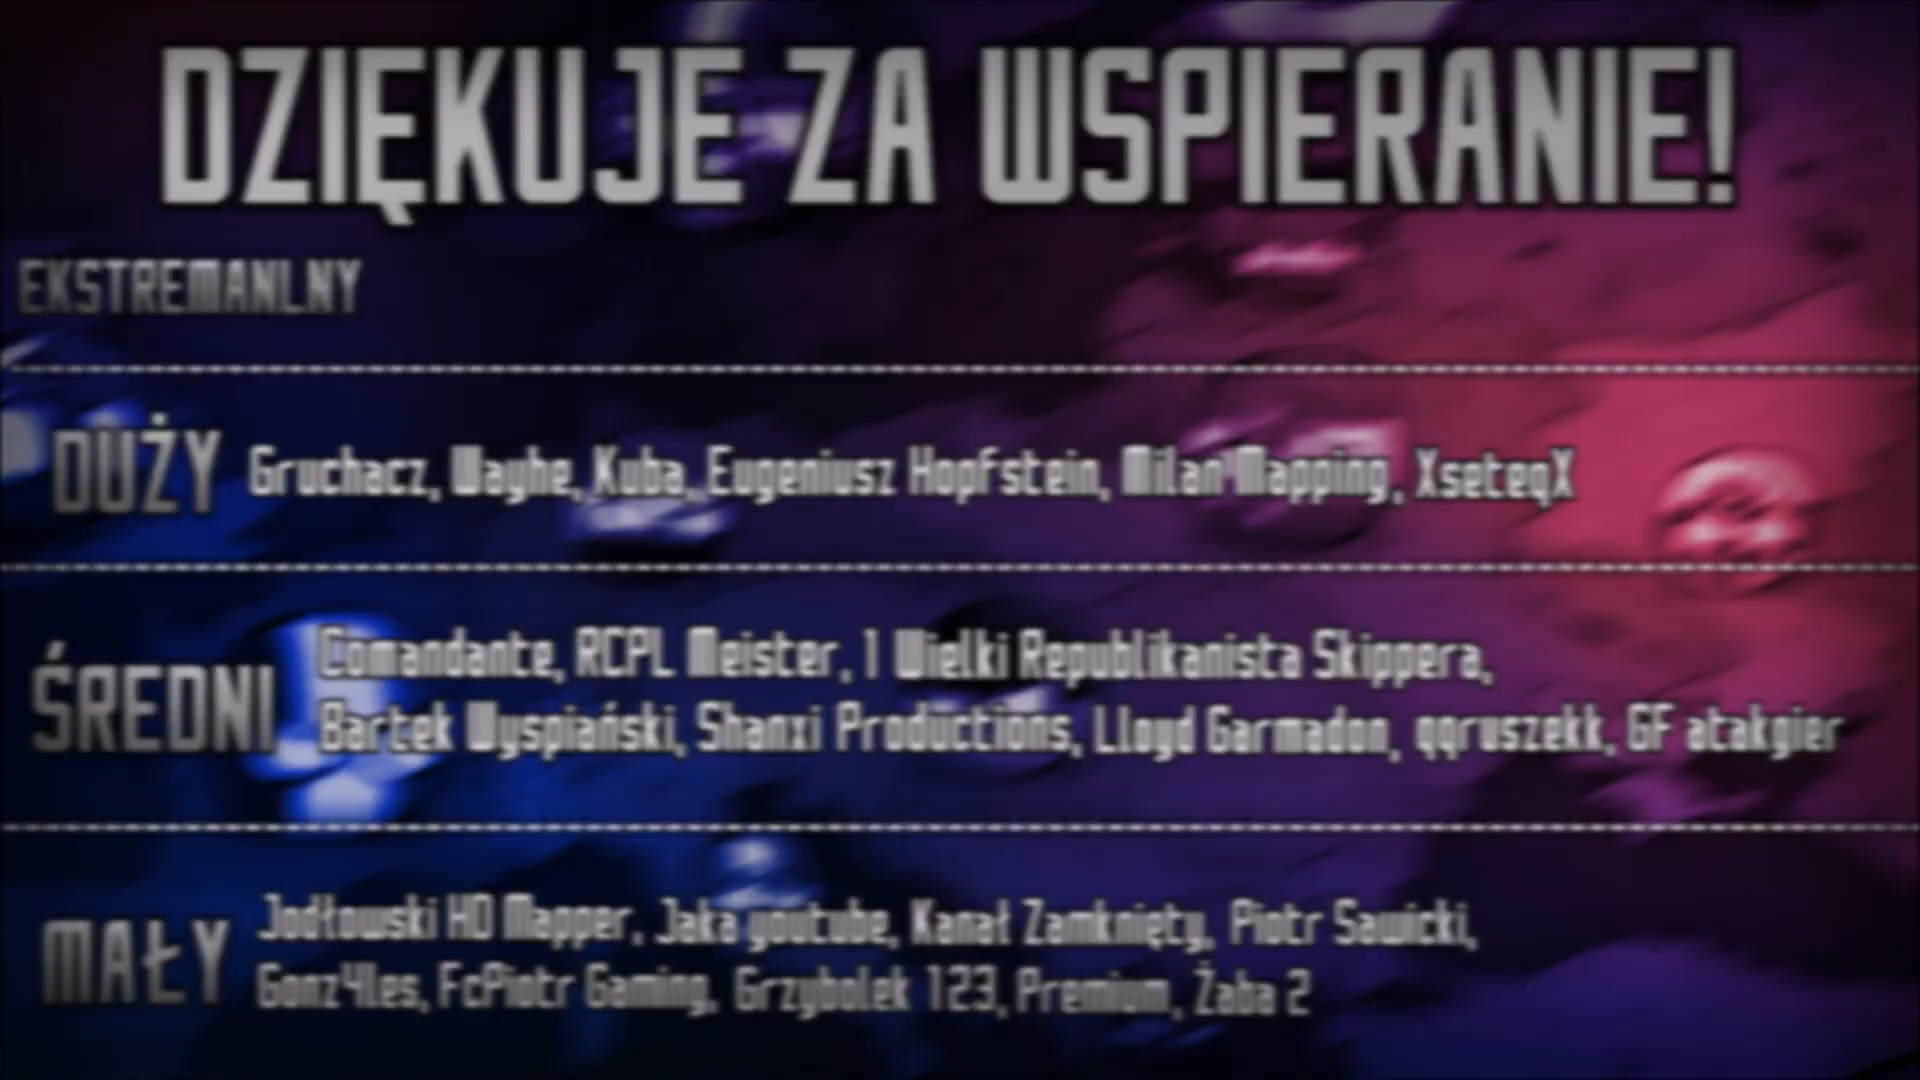 DZIĘKUJE ZA WSPIERANIE!
EKSTREMANLNY
DUŻY
Gruchacz, Wayhe, Kuba, Eugeniusz Hopfstein, Milan Mapping, XseteqX
ŚREDNI
Comandante, RCPL Meister, 1 Wielki Republikanista Skippera,
Bartek Wyspiański, Shanxi Productions, Lloyd Garmadon, qqruszekk, GF atakgier
MAŁY
Jodłowski HD Mapper, Jaka youtube, Kanał Zamknięty, Piotr Sawicki,
Gonz4les, FcPiotr Gaming, Grzybolek 123, Premium, Żaba 2